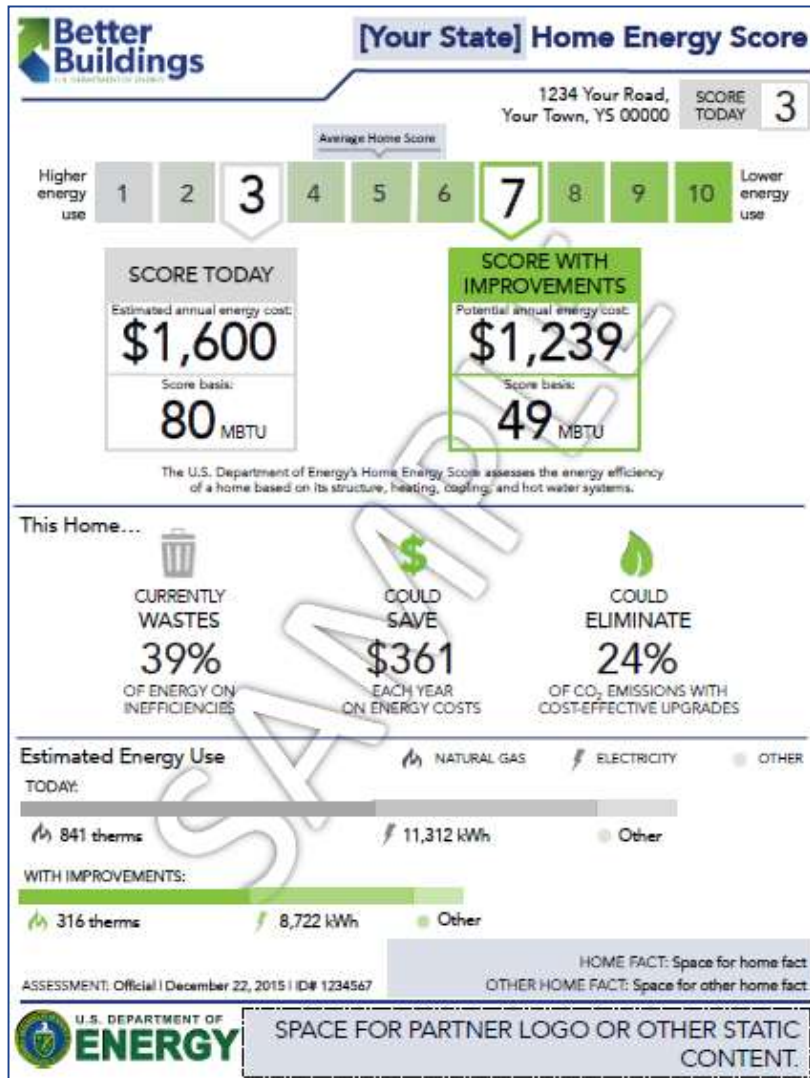 Better
Buildings
U.S. DEPARTMENT OF ENERGY
[Your State] Home Energy Score
1234 Your Road,
Your Town, YS 00000
SCORE
TODAY
3
Average Home Score
Higher
energy
use
1 2 3 4 5 6 7 8 9 10
Lower
energy
use
SCORE TODAY
Estimated annual energy cost:
$1,600
Score basis:
80 MBTU
SCORE WITH
IMPROVEMENTS
Potential annual energy cost:
$1,239
Score basis:
49 MBTU
The U.S. Department of Energy's Home Energy Score assesses the energy efficiency
of a home based on its structure, heating, cooling, and hot water systems.
This Home...
CURRENTLY
WASTES
39%
OF ENERGY ON
INEFFICIENCIES
COULD
SAVE
$361
EACH YEAR
ON ENERGY COSTS
COULD
ELIMINATE
24%
OF CO₂ EMISSIONS WITH
COST-EFFECTIVE UPGRADES
SAMPLE
Estimated Energy Use
NATURAL GAS ELECTRICITY OTHER
TODAY:
841 therms 11,312 kWh Other
WITH IMPROVEMENTS:
316 therms 8,722 kWh Other
HOME FACT: Space for home fact
ASSESSMENT: Official | December 22, 2015 | ID# 1234567
OTHER HOME FACT: Space for other home fact
U.S. DEPARTMENT OF
ENERGY
SPACE FOR PARTNER LOGO OR OTHER STATIC
CONTENT.